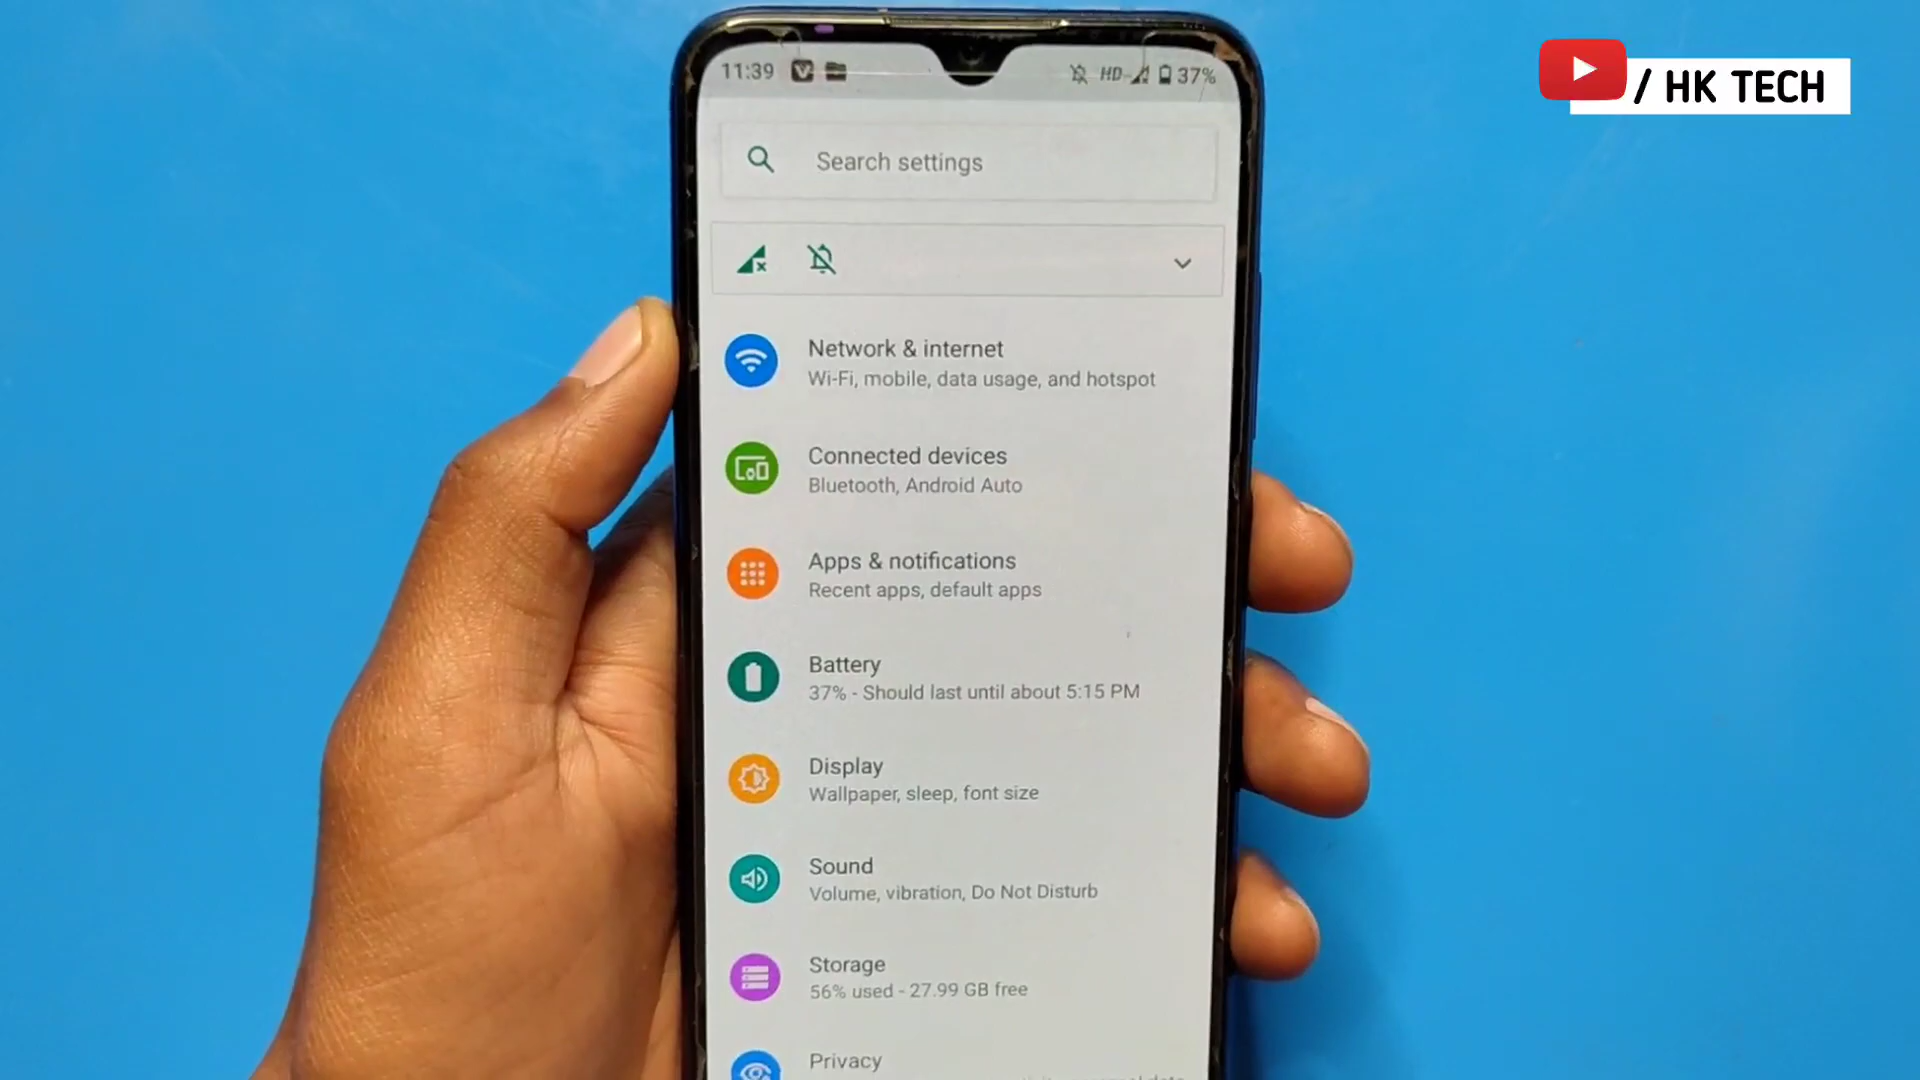 11:39 HD 37%
/ HK TECH
Search settings
Network & internet
Wi-Fi, mobile, data usage, and hotspot
Connected devices
Bluetooth, Android Auto
Apps & notifications
Recent apps, default apps
Battery
37% - Should last until about 5:15 PM
Display
Wallpaper, sleep, font size
Sound
Volume, vibration, Do Not Disturb
Storage
56% used - 27.99 GB free
Privacy